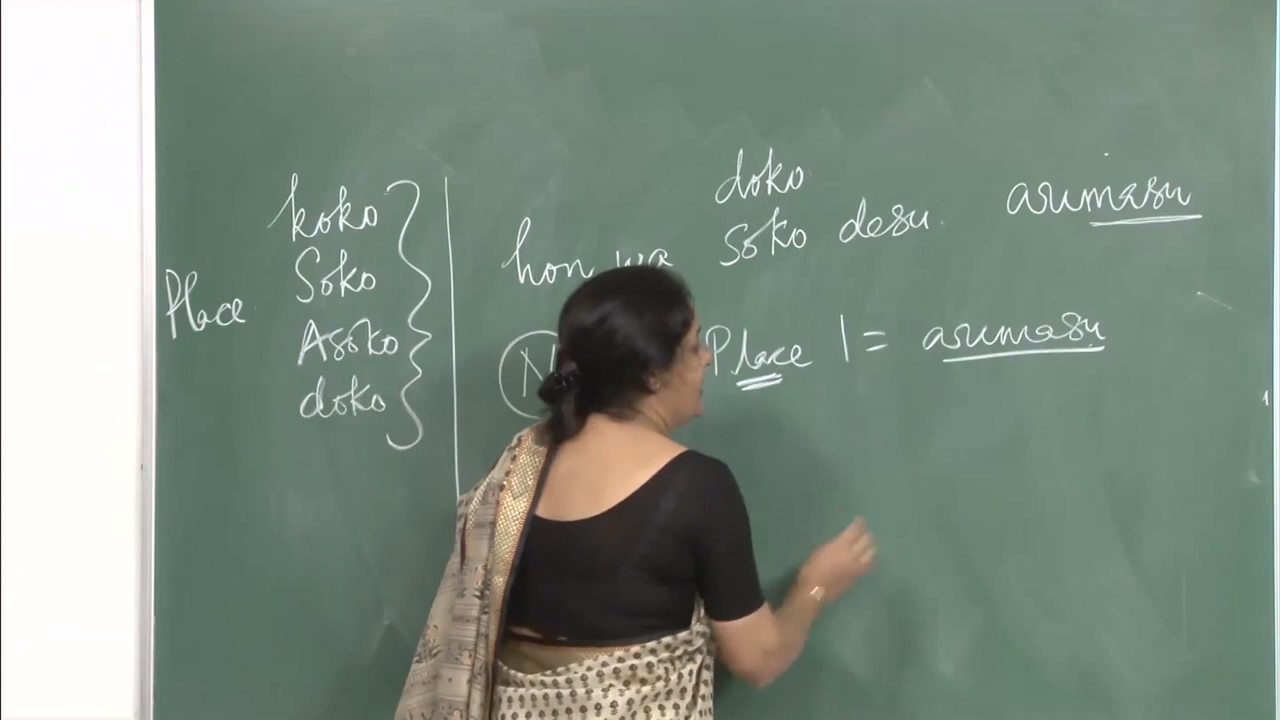 Place
koko
Soko
Asoko
doko
doko
hon wa soko desu. arimasu
N Place | = arimasu